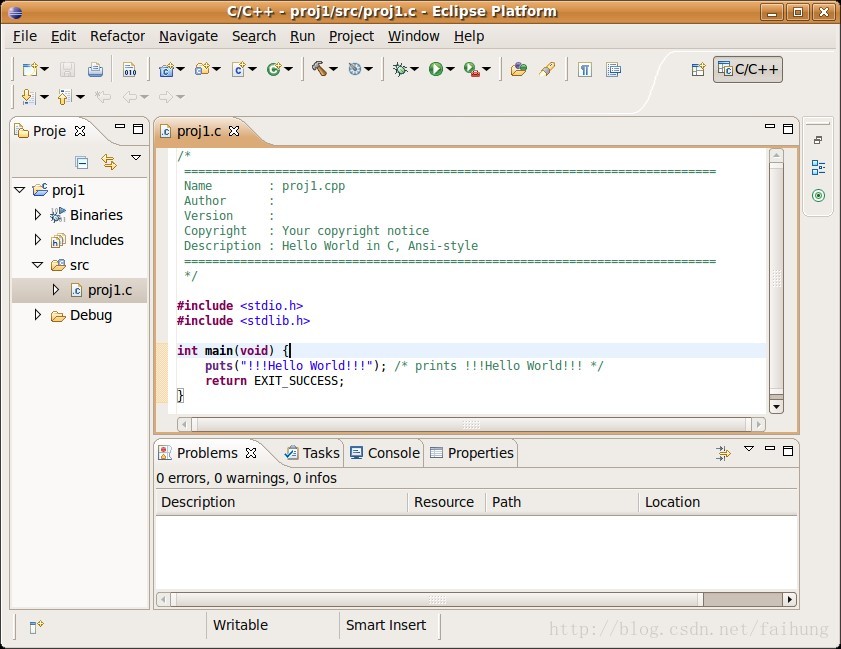 C/C++ - proj1/src/proj1.c - Eclipse Platform
File Edit Refactor Navigate Search Run Project Window Help
010
C/C++
Proje
proj1
Binaries
Includes
src
proj1.c
Debug
proj1.c
/*
============================================================================
Name        : proj1.cpp
Author      :
Version     :
Copyright   : Your copyright notice
Description : Hello World in C, Ansi-style
============================================================================
*/
#include <stdio.h>
#include <stdlib.h>
int main(void) {
puts("!!!Hello World!!!"); /* prints !!!Hello World!!! */
return EXIT_SUCCESS;
}
Problems Tasks Console Properties
0 errors, 0 warnings, 0 infos
Description Resource Path Location
Writable Smart Insert
http://blog.csdn.net/faihung